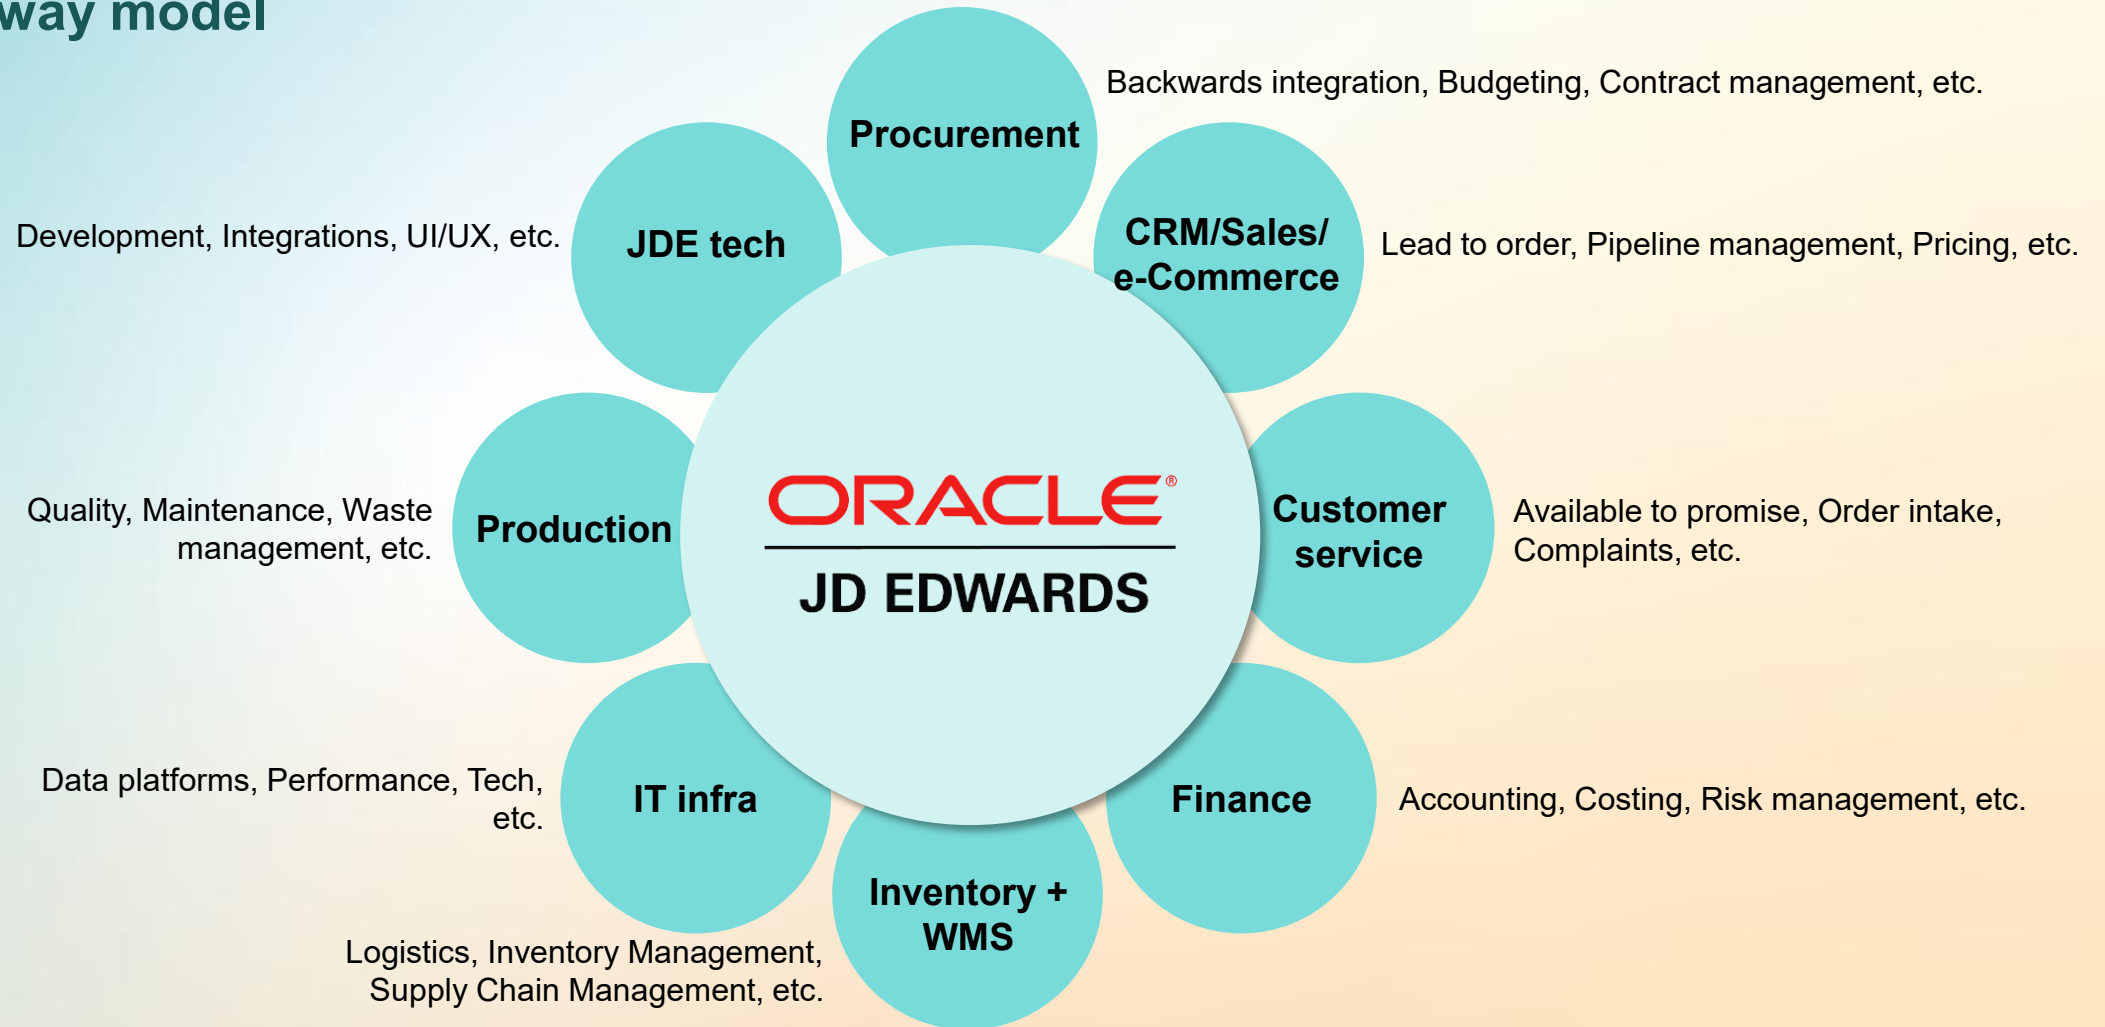 way model
Procurement
Backwards integration, Budgeting, Contract management, etc.
CRM/Sales/
e-Commerce
Lead to order, Pipeline management, Pricing, etc.
JDE tech
Development, Integrations, UI/UX, etc.
ORACLE®
JD EDWARDS
Customer
service
Available to promise, Order intake,
Complaints, etc.
Production
Quality, Maintenance, Waste
management, etc.
Finance
Accounting, Costing, Risk management, etc.
IT infra
Data platforms, Performance, Tech,
etc.
Inventory +
WMS
Logistics, Inventory Management,
Supply Chain Management, etc.